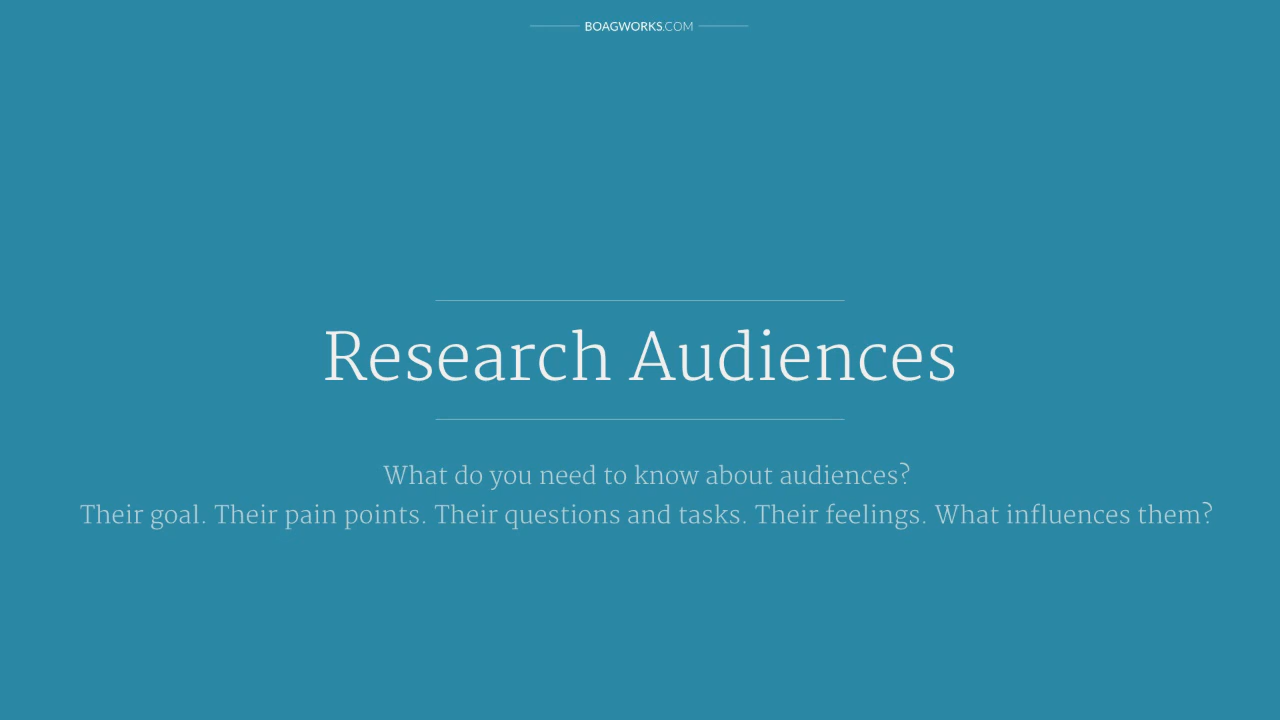 BOAGWORKS.COM
Research Audiences
What do you need to know about audiences?
Their goal. Their pain points. Their questions and tasks. Their feelings. What influences them?